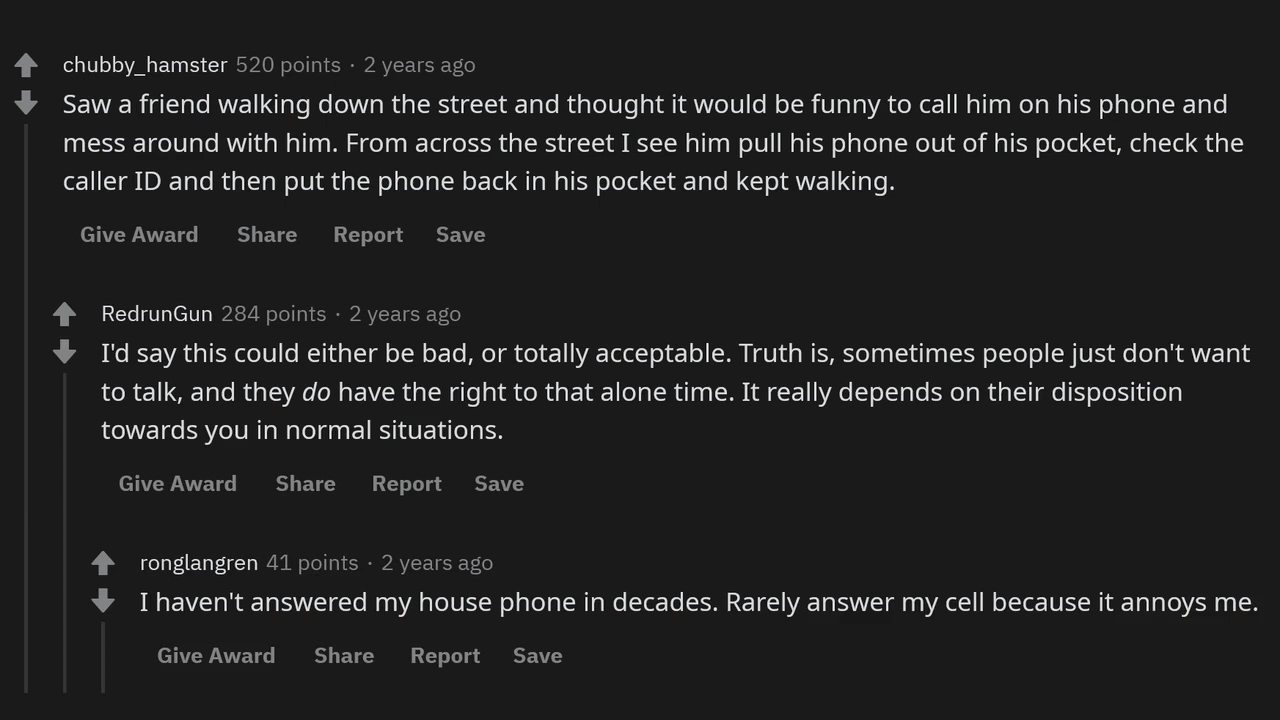 chubby_hamster 520 points · 2 years ago
Saw a friend walking down the street and thought it would be funny to call him on his phone and
mess around with him. From across the street I see him pull his phone out of his pocket, check the
caller ID and then put the phone back in his pocket and kept walking.
Give Award Share Report Save
RedrunGun 284 points · 2 years ago
I'd say this could either be bad, or totally acceptable. Truth is, sometimes people just don't want
to talk, and they do have the right to that alone time. It really depends on their disposition
towards you in normal situations.
Give Award Share Report Save
ronglangren 41 points · 2 years ago
I haven't answered my house phone in decades. Rarely answer my cell because it annoys me.
Give Award Share Report Save